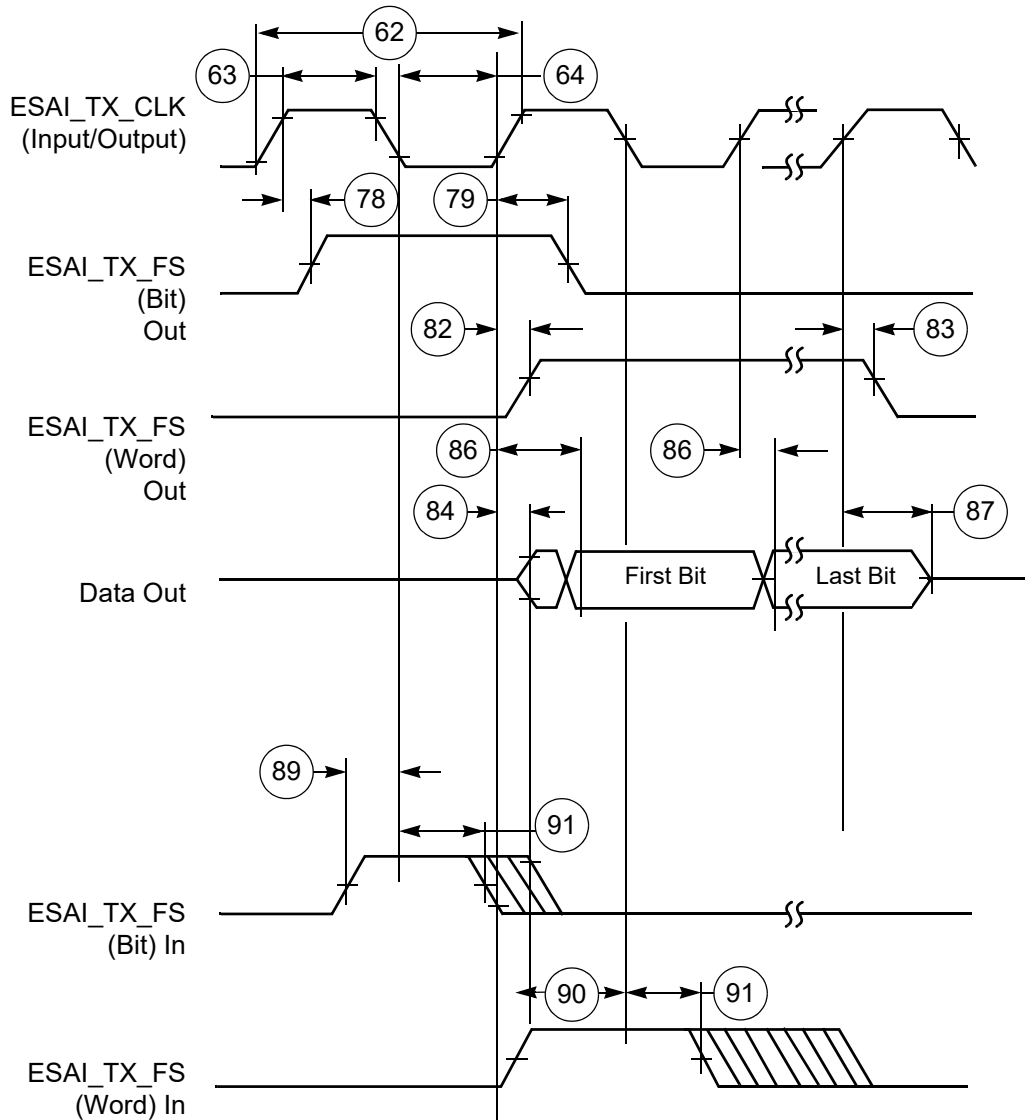 62
63
64
ESAI_TX_CLK
(Input/Output)
78
79
ESAI_TX_FS
(Bit)
Out
82
83
ESAI_TX_FS
(Word)
Out
86
86
84
87
Data Out
First Bit
Last Bit
89
91
ESAI_TX_FS
(Bit) In
90
91
ESAI_TX_FS
(Word) In